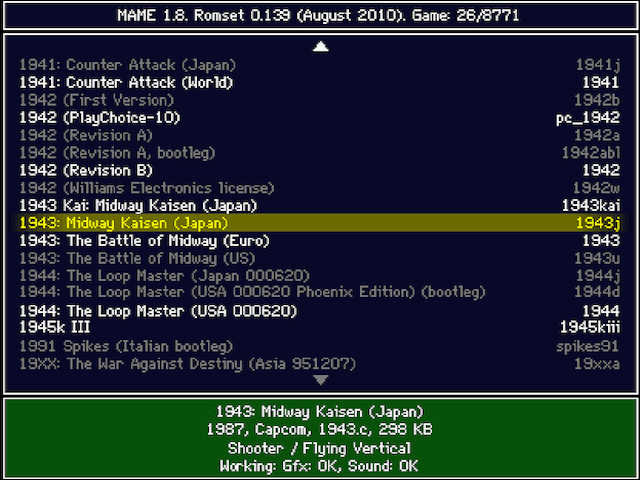 MAME 1.8. Romset 0.139 (August 2010). Game: 26/8771
1941: Counter Attack (Japan) 1941j
1941: Counter Attack (World) 1941
1942 (First Version) 1942b
1942 (PlayChoice-10) pc_1942
1942 (Revision A) 1942a
1942 (Revision A, bootleg) 1942abl
1942 (Revision B) 1942
1942 (Williams Electronics license) 1942w
1943 Kai: Midway Kaisen (Japan) 1943kai
1943: Midway Kaisen (Japan) 1943j
1943: The Battle of Midway (Euro) 1943
1943: The Battle of Midway (US) 1943u
1944: The Loop Master (Japan 000620) 1944j
1944: The Loop Master (USA 000620 Phoenix Edition) (bootleg) 1944d
1944: The Loop Master (USA 000620) 1944
1945k III 1945kiii
1991 Spikes (Italian bootleg) spikes91
19XX: The War Against Destiny (Asia 951207) 19xxa
1943: Midway Kaisen (Japan)
1987, Capcom, 1943.c, 298 KB
Shooter / Flying Vertical
Working: Gfx: OK, Sound: OK